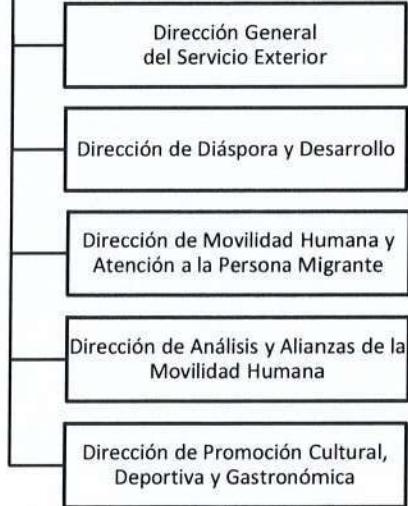 Dirección General
del Servicio Exterior
Dirección de Diáspora y Desarrollo
Dirección de Movilidad Humana y
Atención a la Persona Migrante
Dirección de Análisis y Alianzas de la
Movilidad Humana
Dirección de Promoción Cultural,
Deportiva y Gastronómica